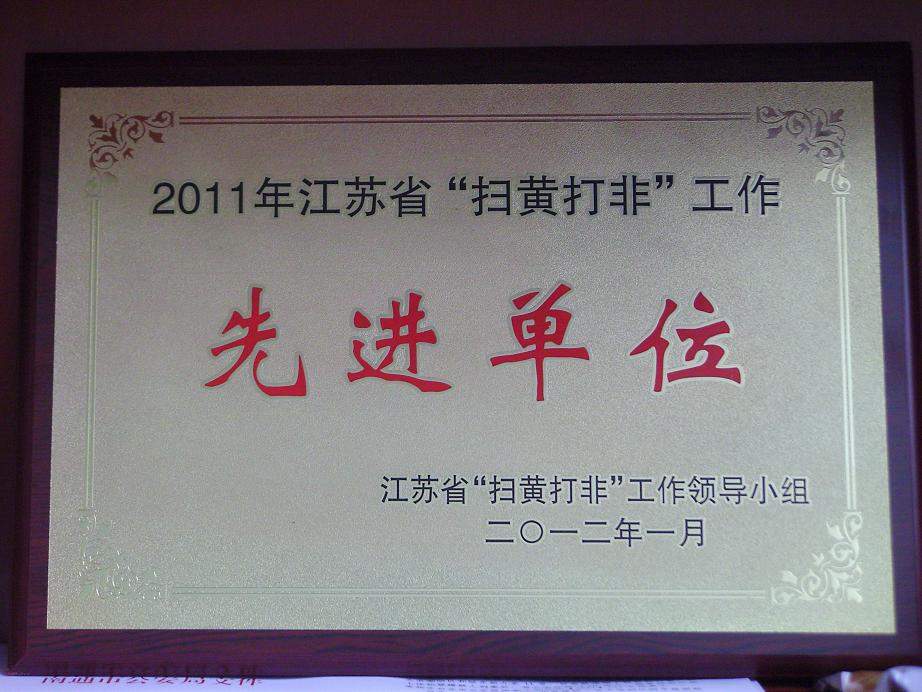 2011年江苏省“扫黄打非”工作
先进单位
江苏省“扫黄打非”工作领导小组
二〇一二年一月